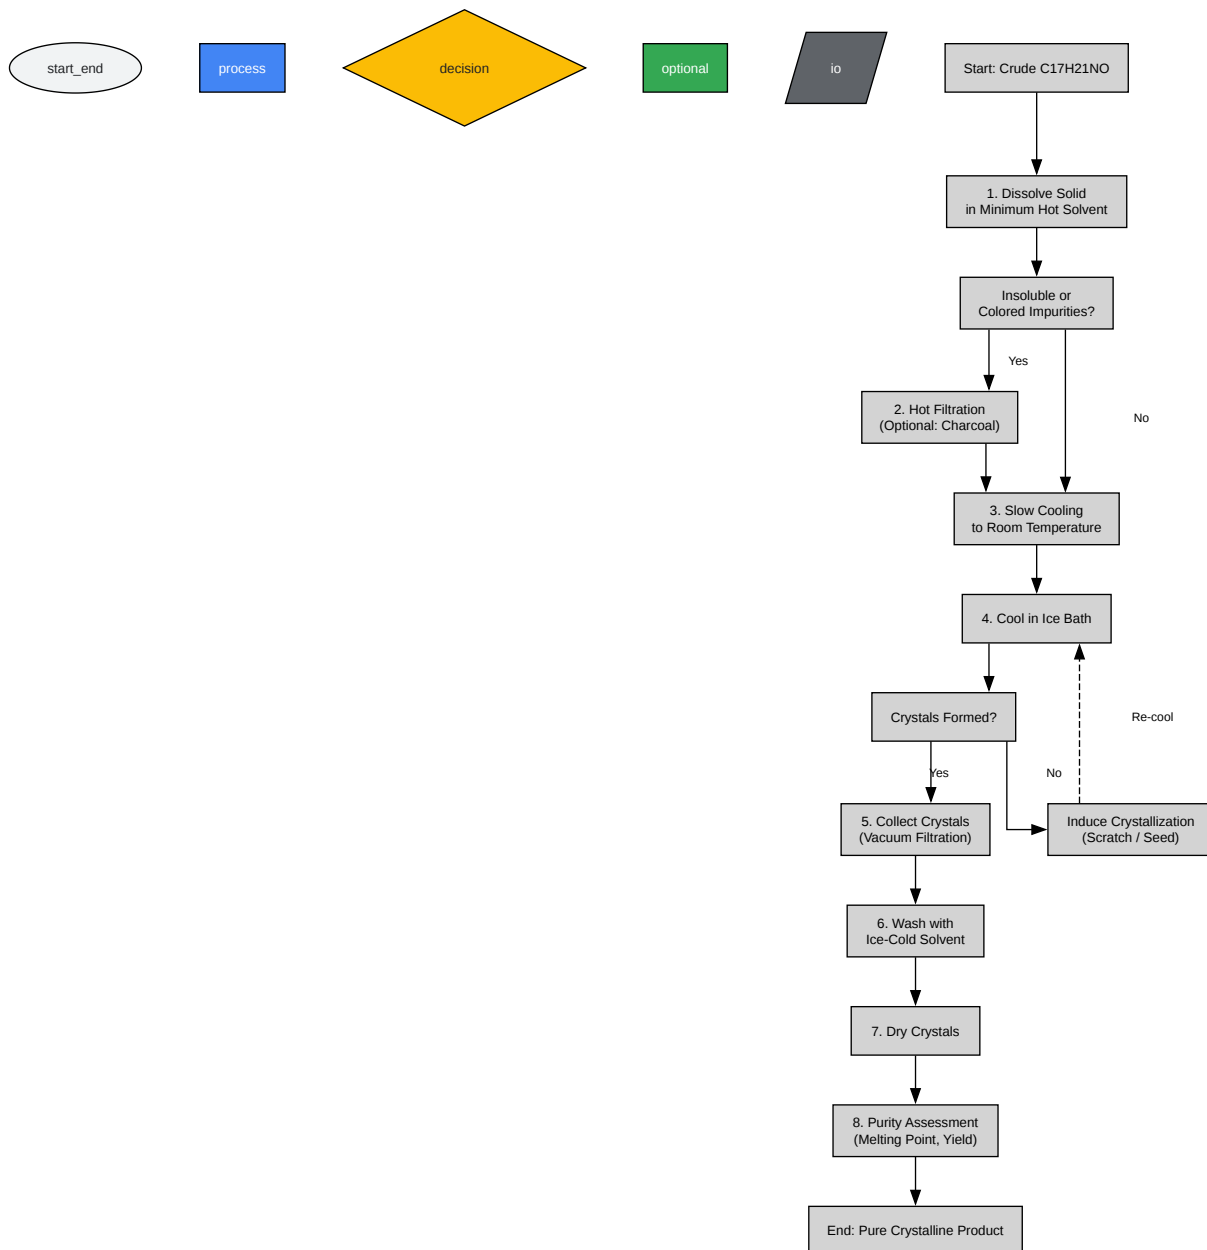 start_end
process
decision
optional
io
Start: Crude C17H21NO
1. Dissolve Solid
in Minimum Hot Solvent
Insoluble or
Colored Impurities?
Yes
2. Hot Filtration
(Optional: Charcoal)
No
3. Slow Cooling
to Room Temperature
4. Cool in Ice Bath
Crystals Formed?
Re-cool
Yes
No
5. Collect Crystals
(Vacuum Filtration)
Induce Crystallization
(Scratch / Seed)
6. Wash with
Ice-Cold Solvent
7. Dry Crystals
8. Purity Assessment
(Melting Point, Yield)
End: Pure Crystalline Product